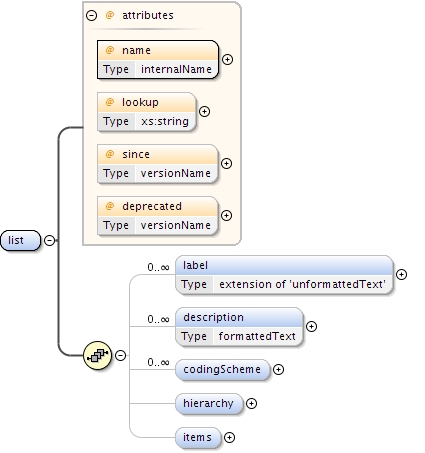 attributes
@ name
Type internalName
@ lookup
Type xs:string
@ since
Type versionName
@ deprecated
Type versionName
list
0..∞
label
Type extension of 'unformattedText'
0..∞
description
Type formattedText
0..∞
codingScheme
hierarchy
items